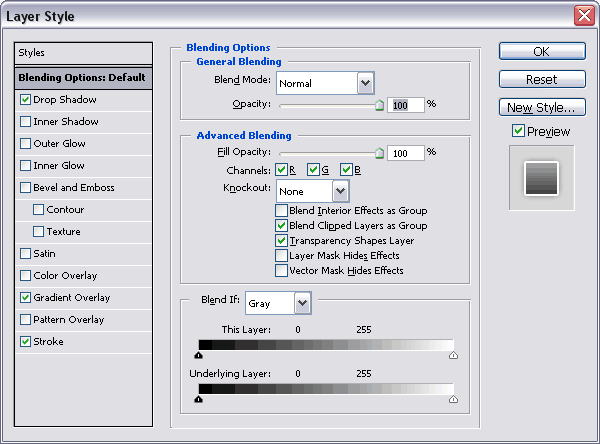 Layer Style
Styles
Blending Options: Default
Drop Shadow
Inner Shadow
Outer Glow
Inner Glow
Bevel and Emboss
Contour
Texture
Satin
Color Overlay
Gradient Overlay
Pattern Overlay
Stroke
Blending Options
General Blending
Blend Mode: Normal
Opacity: 100 %
Advanced Blending
Fill Opacity: 100 %
Channels: R G B
Knockout: None
Blend Interior Effects as Group
Blend Clipped Layers as Group
Transparency Shapes Layer
Layer Mask Hides Effects
Vector Mask Hides Effects
Blend If: Gray
This Layer: 0 255
Underlying Layer: 0 255
OK
Reset
New Style...
Preview